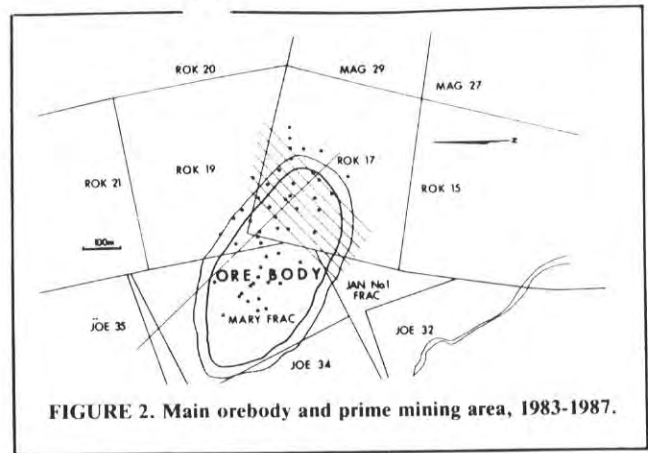 ROK 20
MAG 29
MAG 27
Z
ROK 21
ROK 19
ROK 17
ROK 15
100m
ORE BODY
JAN No1
FRAC
MARY FRAC
JOE 35
JOE 34
JOE 32
FIGURE 2. Main orebody and prime mining area, 1983-1987.